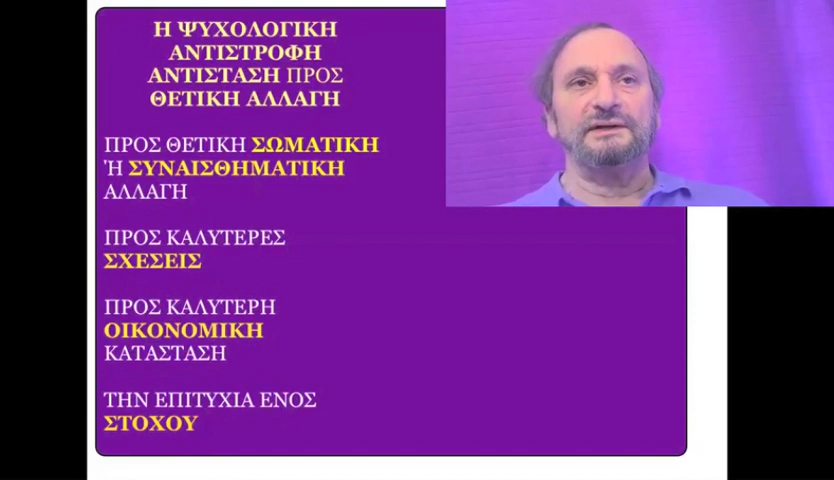 Η ΨΥΧΟΛΟΓΙΚΗ
ΑΝΤΙΣΤΡΟΦΗ
ΑΝΤΙΣΤΑΣΗ ΠΡΟΣ
ΘΕΤΙΚΗ ΑΛΛΑΓΗ
ΠΡΟΣ ΘΕΤΙΚΗ ΣΩΜΑΤΙΚΗ
Ή ΣΥΝΑΙΣΘΗΜΑΤΙΚΗ
ΑΛΛΑΓΗ
ΠΡΟΣ ΚΑΛΥΤΕΡΕΣ
ΣΧΕΣΕΙΣ
ΠΡΟΣ ΚΑΛΥΤΕΡΗ
ΟΙΚΟΝΟΜΙΚΗ
ΚΑΤΑΣΤΑΣΗ
ΤΗΝ ΕΠΙΤΥΧΙΑ ΕΝΟΣ
ΣΤΟΧΟΥ